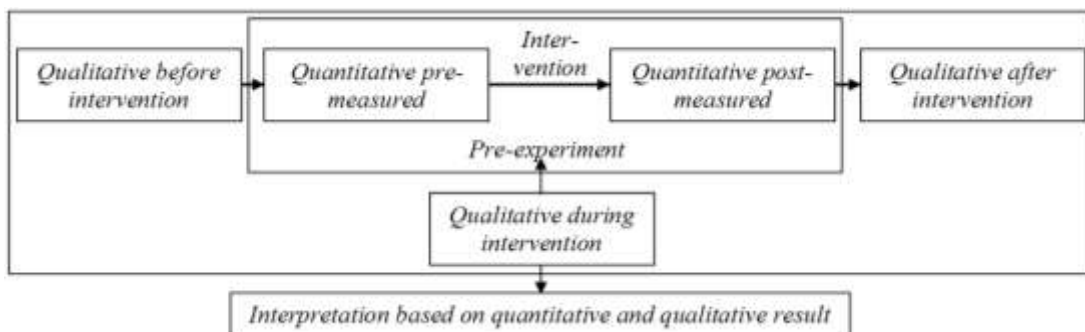 Inter-
vention
Qualitative before
intervention
Quantitative pre-
measured
Quantitative post-
measured
Qualitative after
intervention
Pre-experiment
Qualitative during
intervention
Interpretation based on quantitative and qualitative result